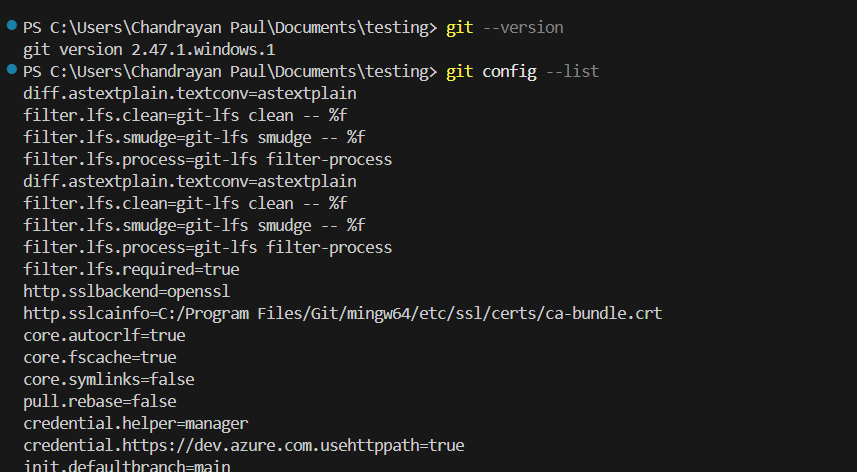 PS C:\Users\Chandrayan Paul\Documents\testing> git --version
git version 2.47.1.windows.1
PS C:\Users\Chandrayan Paul\Documents\testing> git config --list
diff.astextplain.textconv=astextplain
filter.lfs.clean=git-lfs clean -- %f
filter.lfs.smudge=git-lfs smudge -- %f
filter.lfs.process=git-lfs filter-process
diff.astextplain.textconv=astextplain
filter.lfs.clean=git-lfs clean -- %f
filter.lfs.smudge=git-lfs smudge -- %f
filter.lfs.process=git-lfs filter-process
filter.lfs.required=true
http.sslbackend=openssl
http.sslcainfo=C:/Program Files/Git/mingw64/etc/ssl/certs/ca-bundle.crt
core.autocrlf=true
core.fscache=true
core.symlinks=false
pull.rebase=false
credential.helper=manager
credential.https://dev.azure.com.usehttppath=true
init.defaultbranch=main